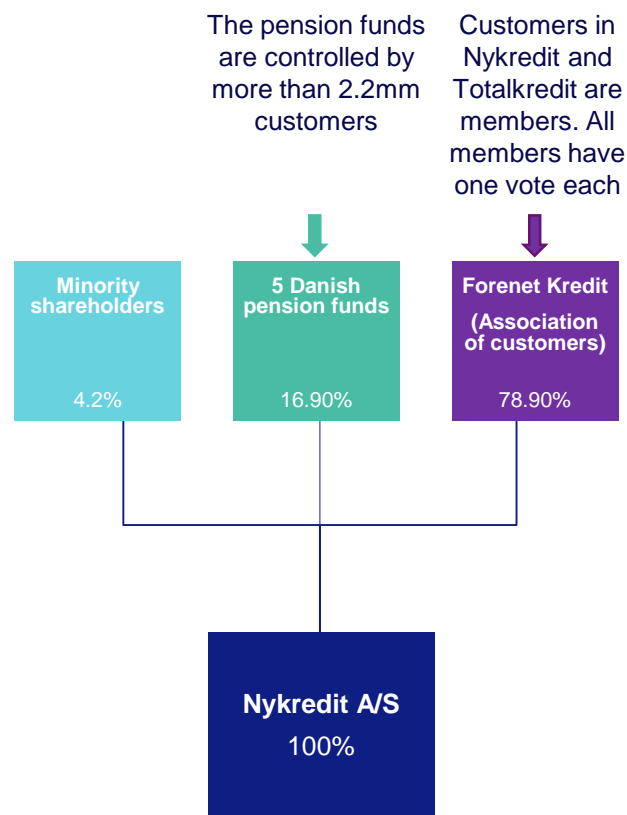 The pension funds
are controlled by
more than 2.2mm
customers
Customers in
Nykredit and
Totalkredit are
members. All
members have
one vote each
Minority
shareholders
4.2%
5 Danish
pension funds
16.90%
Forenet Kredit
(Association
of customers)
78.90%
Nykredit A/S
100%